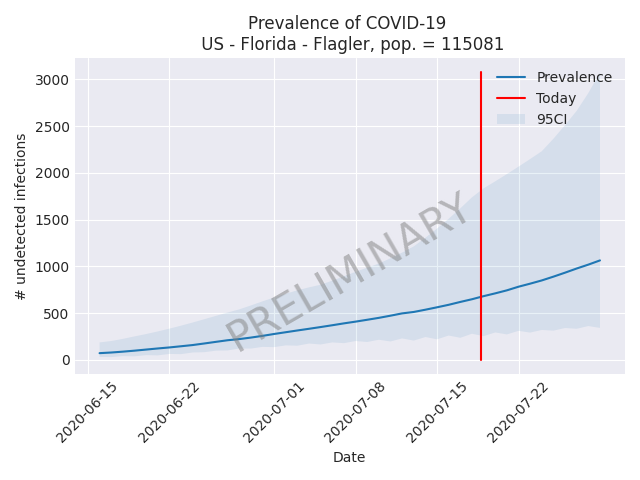 Prevalence of COVID-19
US - Florida - Flagler, pop. = 115081
Prevalence
Today
95CI
3000
2500
2000
1500
1000
500
0
# undetected infections
PRELIMINARY
2020-06-15
2020-06-22
2020-07-01
2020-07-08
2020-07-15
2020-07-22
Date